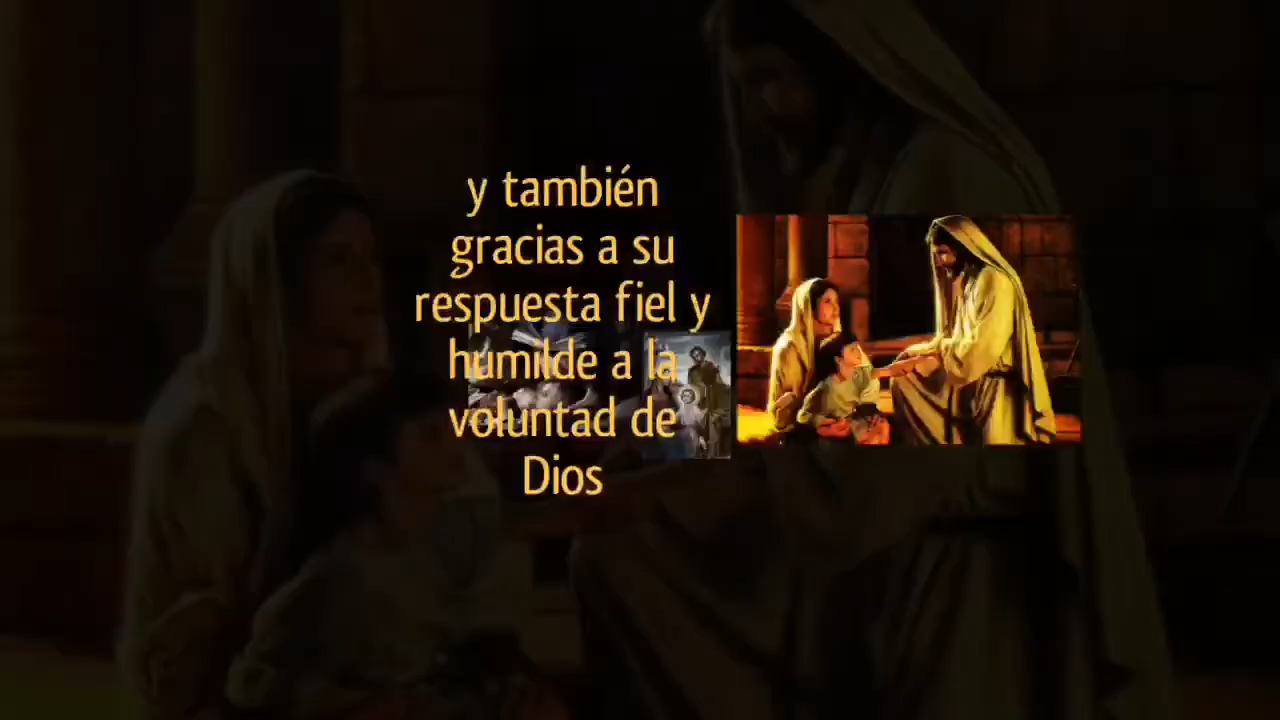 y también
gracias a su
respuesta fiel y
humilde a la
voluntad de
Dios